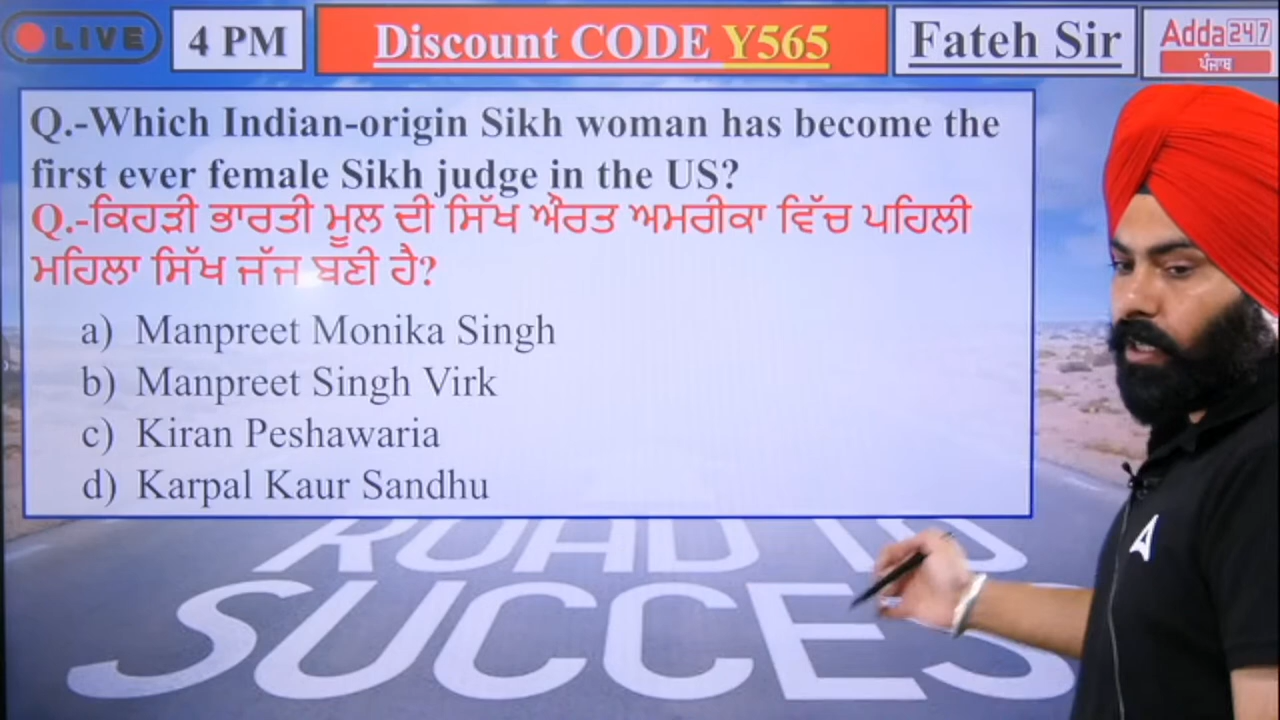 LIVE
4 PM
Discount CODE Y565
Fateh Sir
Adda247
ਪੰਜਾਬ
Q.-Which Indian-origin Sikh woman has become the
first ever female Sikh judge in the US?
Q.-ਕਿਹੜੀ ਭਾਰਤੀ ਮੂਲ ਦੀ ਸਿੱਖ ਔਰਤ ਅਮਰੀਕਾ ਵਿੱਚ ਪਹਿਲੀ
ਮਹਿਲਾ ਸਿੱਖ ਜੱਜ ਬਣੀ ਹੈ?
a) Manpreet Monika Singh
b) Manpreet Singh Virk
c) Kiran Peshawaria
d) Karpal Kaur Sandhu
ROAD TO
SUCCESS